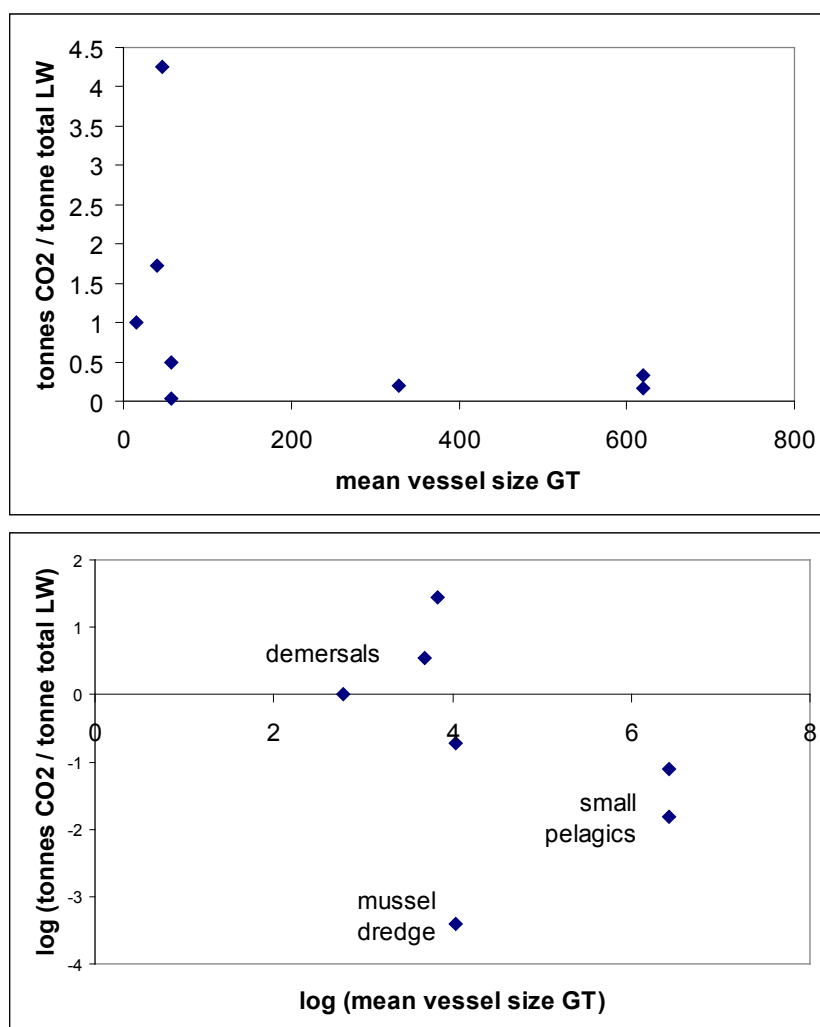 4.5
4
3.5
3
2.5
2
1.5
1
0.5
0
0 200 400 600 800
tonnes CO2 / tonne total LW
mean vessel size GT
2
1
0
-1
-2
-3
-4
0 2 4 6 8
log (tonnes CO2 / tonne total LW)
demersals
small
pelagics
mussel
dredge
log (mean vessel size GT)